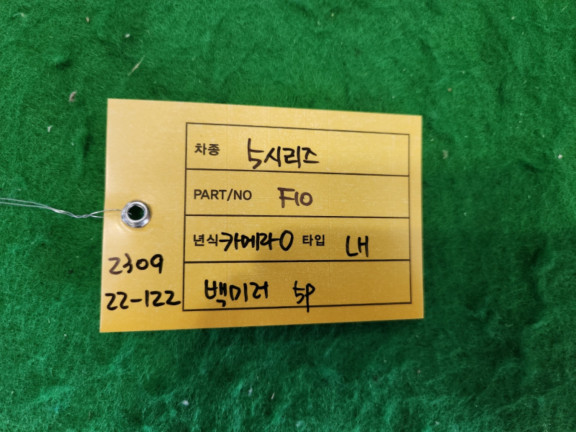 차종 5시리즈
PART/NO F10
년식 카메라O 타입 LH
백미러 5P
2309
22-122